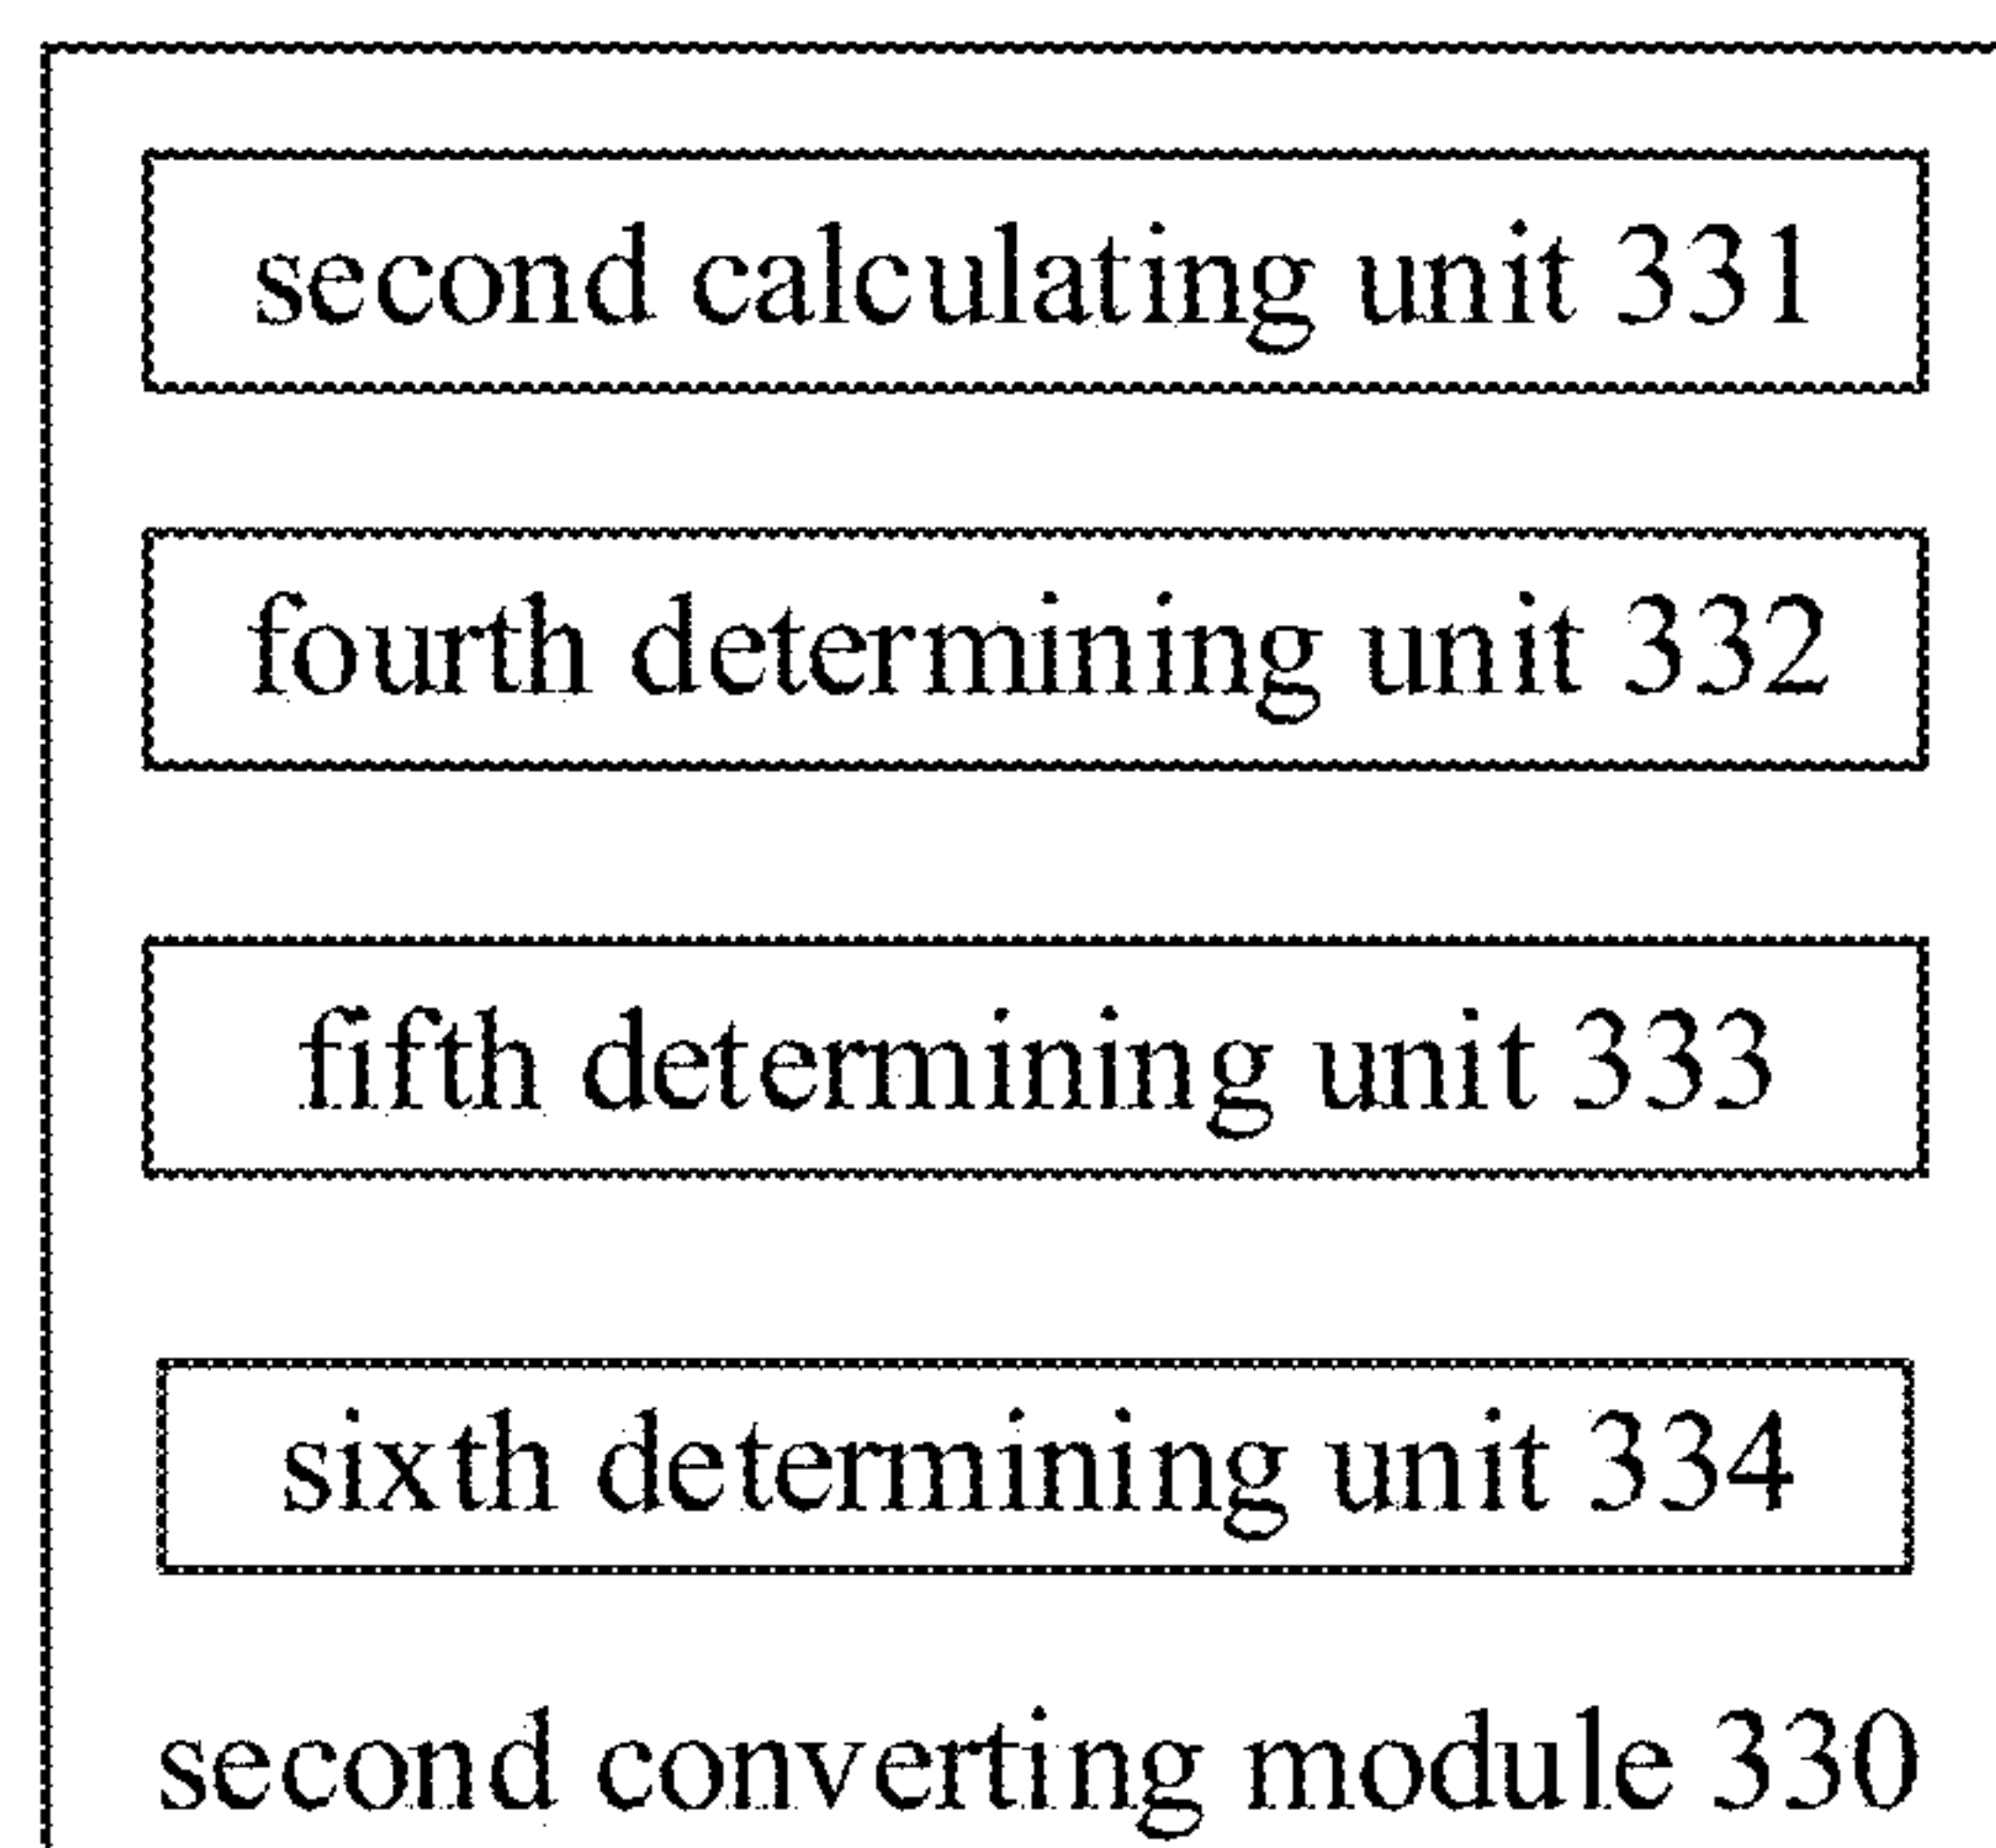 second calculating unit 331
fourth determining unit 332
fifth determining unit 333
sixth determining unit 334
second converting module 330